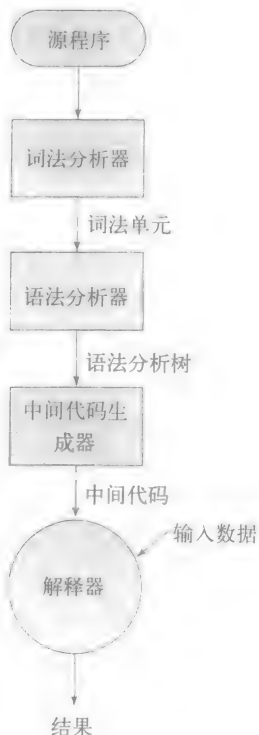 源程序
词法分析器
词法单元
语法分析器
语法分析树
中间代码生
成器
中间代码
输入数据
解释器
结果